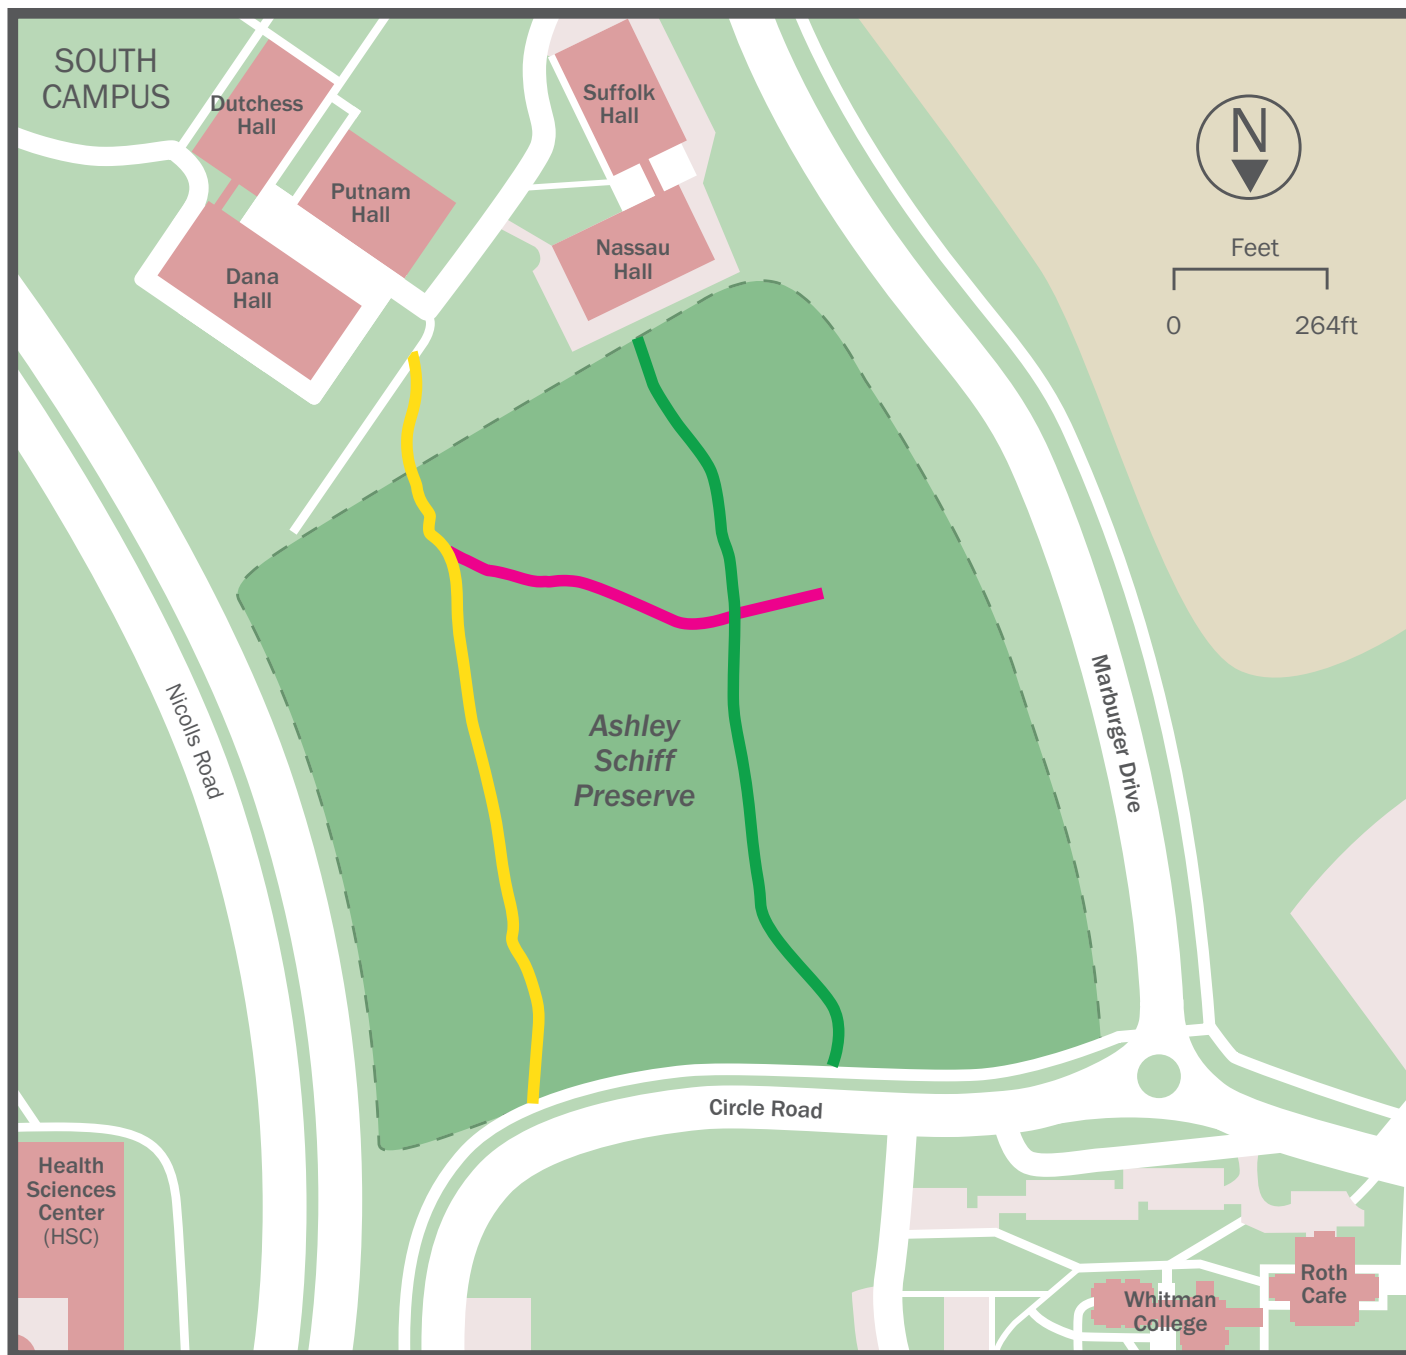 SOUTH
CAMPUS
Dutchess
Hall
Putnam
Hall
Dana
Hall
Suffolk
Hall
Nassau
Hall
N
Feet
0
264ft
Nicolls Road
Marburger Drive
Ashley
Schiff
Preserve
Circle Road
Health
Sciences
Center
(HSC)
Whitman
College
Roth
Cafe